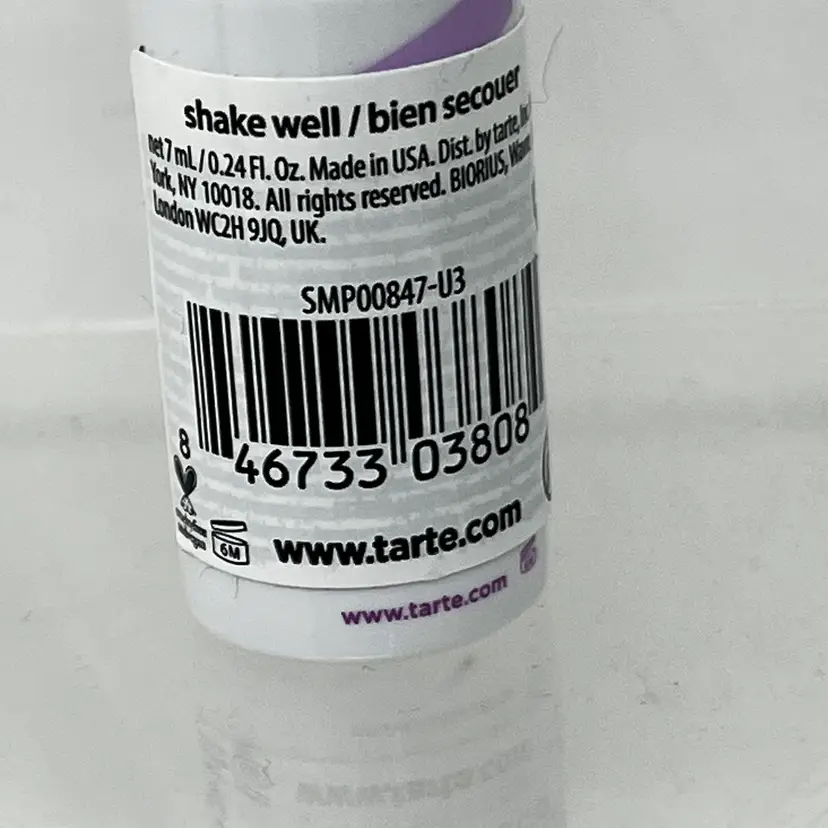 shake well / bien secouer
net 7 mL / 0.24 Fl. Oz. Made in USA. Dist. by tarte, Inc.
York, NY 10018. All rights reserved. BIORIUS,
London WC2H 9JQ, UK.
SMP00847-U3
8 46733 03808
6M
www.tarte.com
www.tarte.com